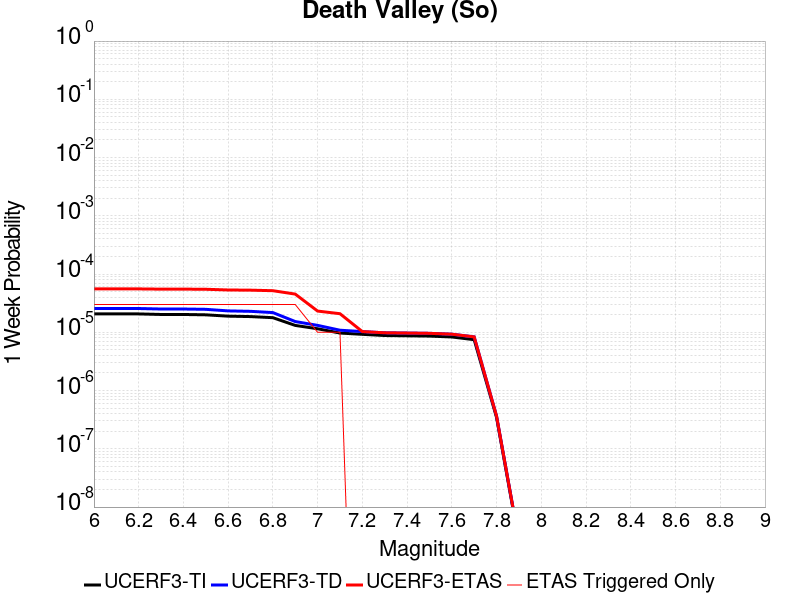 Death Valley (So)
10^0
10^-1
10^-2
10^-3
10^-4
10^-5
10^-6
10^-7
10^-8
1 Week Probability
6 6.2 6.4 6.6 6.8 7 7.2 7.4 7.6 7.8 8 8.2 8.4 8.6 8.8 9
Magnitude
UCERF3-TI UCERF3-TD UCERF3-ETAS ETAS Triggered Only